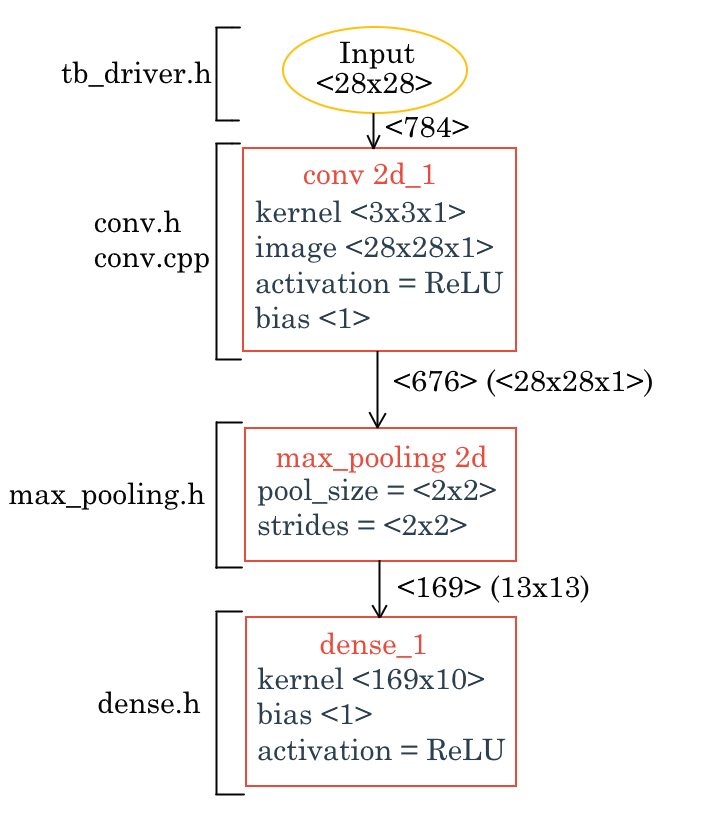 tb_driver.h
Input
<28x28>
<784>
conv.h
conv.cpp
conv 2d_1
kernel <3x3x1>
image <28x28x1>
activation = ReLU
bias <1>
<676> (<28x28x1>)
max_pooling.h
max_pooling 2d
pool_size = <2x2>
strides = <2x2>
<169> (13x13)
dense.h
dense_1
kernel <169x10>
bias <1>
activation = ReLU